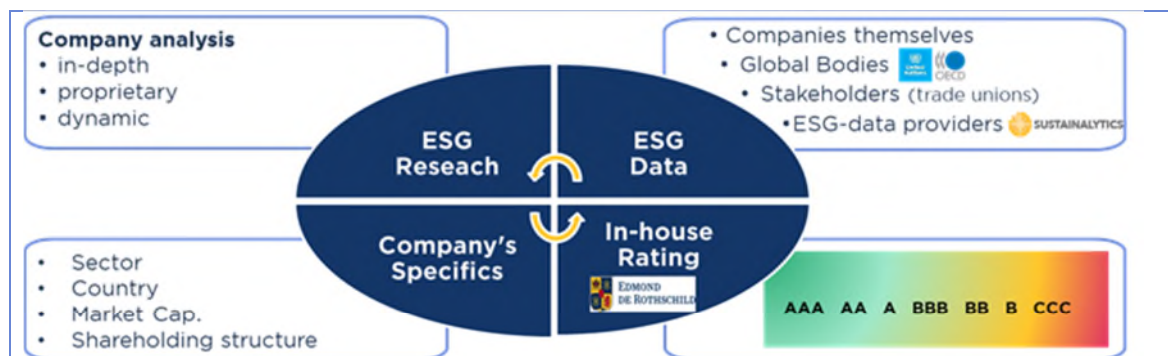 Company analysis
• in-depth
• proprietary
• dynamic
• Companies themselves
• Global Bodies
OECD
• Stakeholders (trade unions)
•ESG-data providers
SUSTAINALYTICS
ESG
Reseach
ESG
Data
Company's
Specifics
In-house
Rating
EDMOND
DE ROTHSCHILD
• Sector
• Country
• Market Cap.
• Shareholding structure
AAA AA A BBB BB B CCC